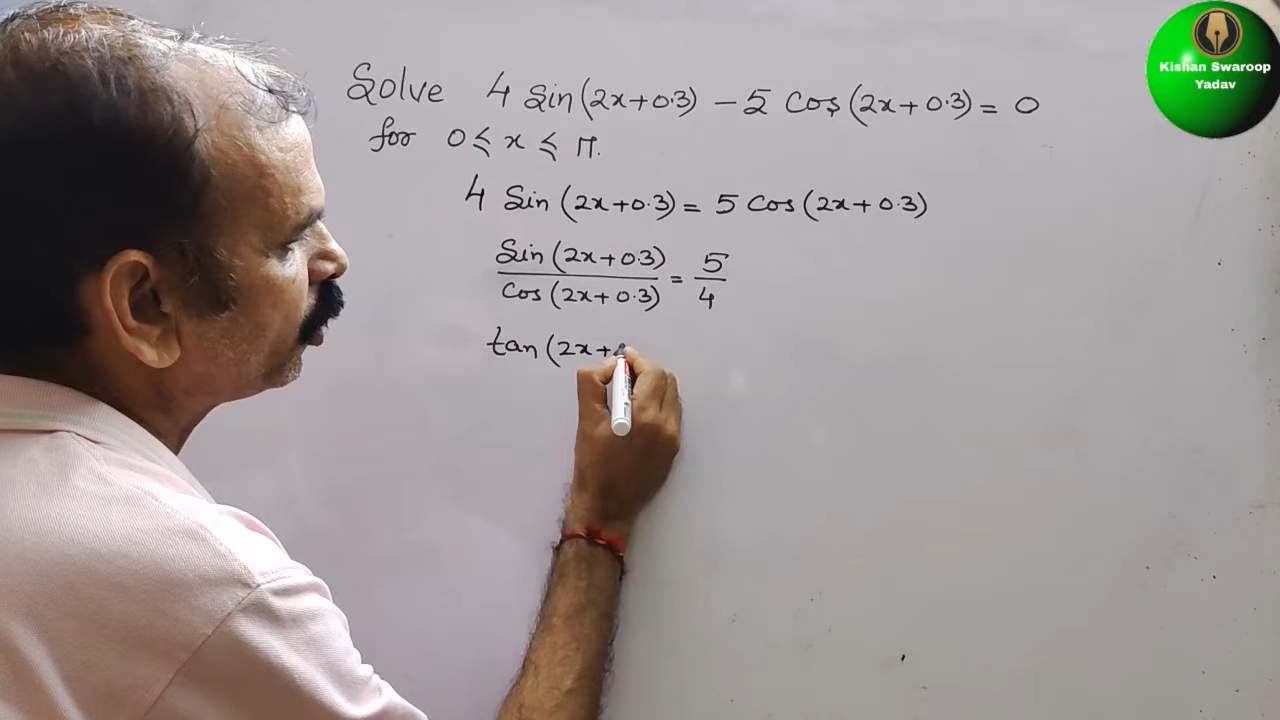 Solve 4 Sin(2x+0.3) - 5 Cos(2x+0.3) = 0
for 0 ≤ x ≤ π.
4 Sin(2x+0.3) = 5 Cos(2x+0.3)
Sin(2x+0.3)/Cos(2x+0.3) = 5/4
tan(2x+
Kishan Swaroop
Yadav